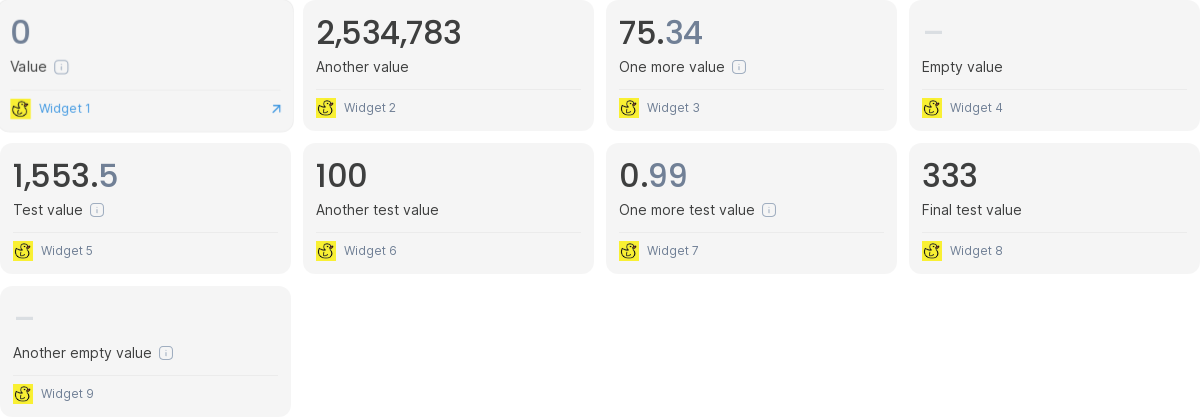 0
Value
Widget 1
2,534,783
Another value
Widget 2
75.34
One more value
Widget 3
–
Empty value
Widget 4
1,553.5
Test value
Widget 5
100
Another test value
Widget 6
0.99
One more test value
Widget 7
333
Final test value
Widget 8
–
Another empty value
Widget 9